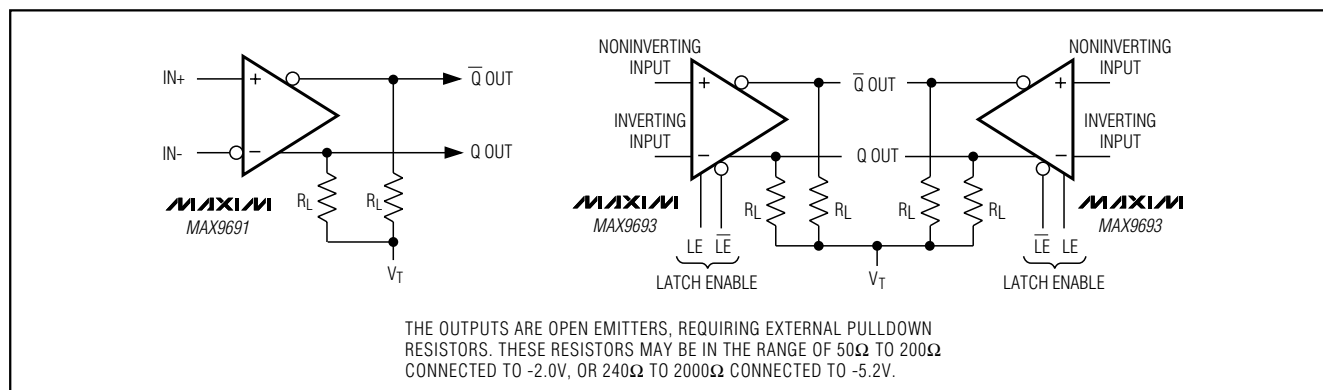 IN+
+
Q̅ OUT
IN-
−
Q OUT
R_L
R_L
MAXIM
MAX9691
V_T
NONINVERTING
INPUT
+
Q̅ OUT
NONINVERTING
INPUT
+
INVERTING
INPUT
−
Q OUT
INVERTING
INPUT
−
MAXIM
MAX9693
R_L
R_L
R_L
R_L
MAXIM
MAX9693
LE
L̅E̅
L̅E̅
LE
LATCH ENABLE
V_T
LATCH ENABLE
THE OUTPUTS ARE OPEN EMITTERS, REQUIRING EXTERNAL PULLDOWN
RESISTORS. THESE RESISTORS MAY BE IN THE RANGE OF 50Ω TO 200Ω
CONNECTED TO -2.0V, OR 240Ω TO 2000Ω CONNECTED TO -5.2V.